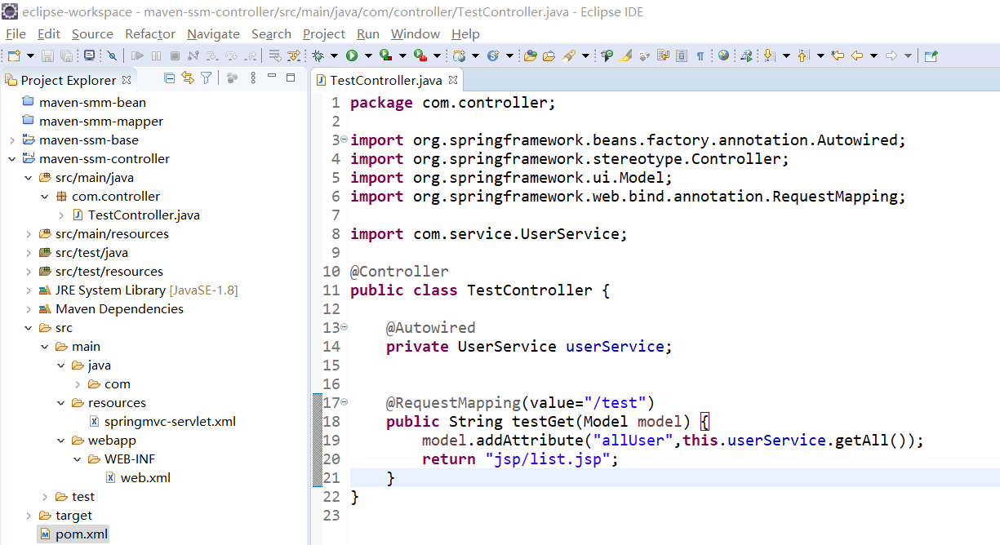 eclipse-workspace - maven-ssm-controller/src/main/java/com/controller/TestController.java - Eclipse IDE
File Edit Source Refactor Navigate Search Project Run Window Help
Project Explorer
maven-smm-bean
maven-smm-mapper
maven-ssm-base
maven-ssm-controller
src/main/java
com.controller
TestController.java
src/main/resources
src/test/java
src/test/resources
JRE System Library [JavaSE-1.8]
Maven Dependencies
src
main
java
com
resources
springmvc-servlet.xml
webapp
WEB-INF
web.xml
test
target
pom.xml
TestController.java
1 package com.controller;
2
3 import org.springframework.beans.factory.annotation.Autowired;
4 import org.springframework.stereotype.Controller;
5 import org.springframework.ui.Model;
6 import org.springframework.web.bind.annotation.RequestMapping;
7
8 import com.service.UserService;
9
10 @Controller
11 public class TestController {
12
13 @Autowired
14 private UserService userService;
15
16
17 @RequestMapping(value="/test")
18 public String testGet(Model model) {
19 model.addAttribute("allUser",this.userService.getAll());
20 return "jsp/list.jsp";
21 }
22 }
23